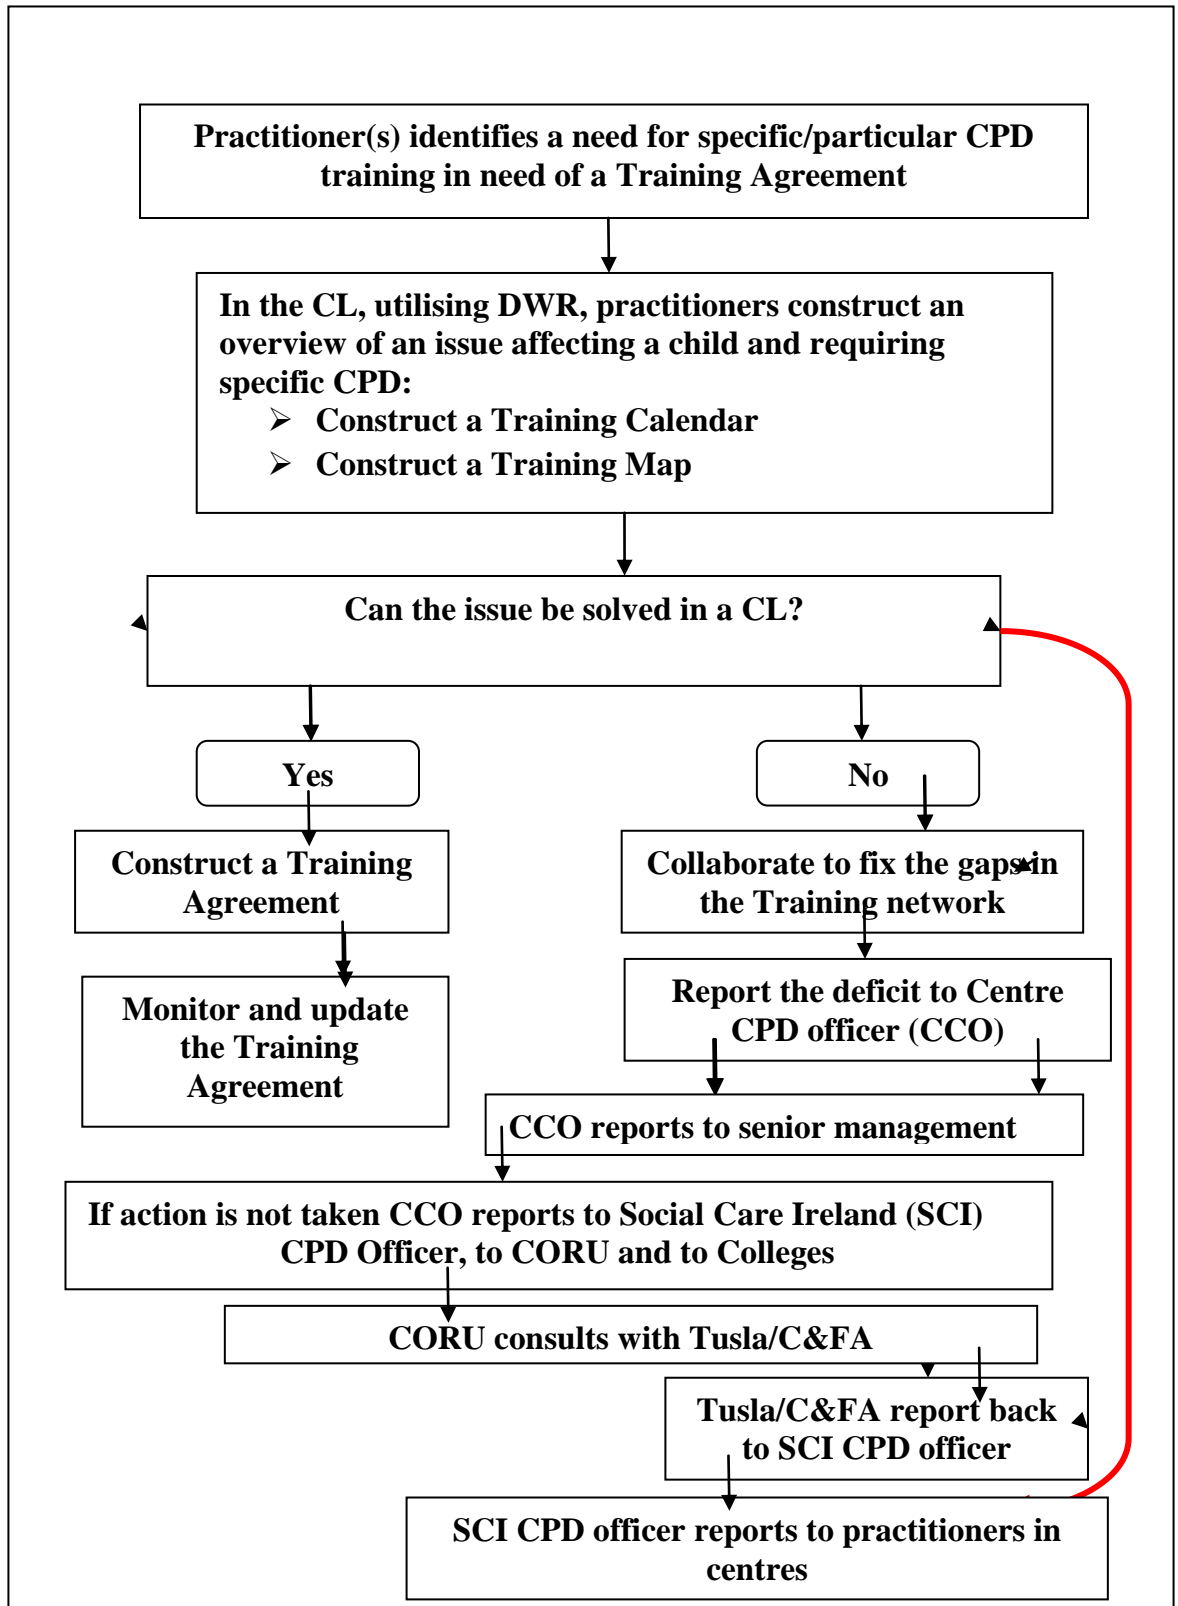 Practitioner(s) identifies a need for specific/particular CPD
training in need of a Training Agreement
In the CL, utilising DWR, practitioners construct an
overview of an issue affecting a child and requiring
specific CPD:
➢ Construct a Training Calendar
➢ Construct a Training Map
Can the issue be solved in a CL?
Yes
No
Construct a Training
Agreement
Collaborate to fix the gaps in
the Training network
Monitor and update
the Training
Agreement
Report the deficit to Centre
CPD officer (CCO)
CCO reports to senior management
If action is not taken CCO reports to Social Care Ireland (SCI)
CPD Officer, to CORU and to Colleges
CORU consults with Tusla/C&FA
Tusla/C&FA report back
to SCI CPD officer
SCI CPD officer reports to practitioners in
centres